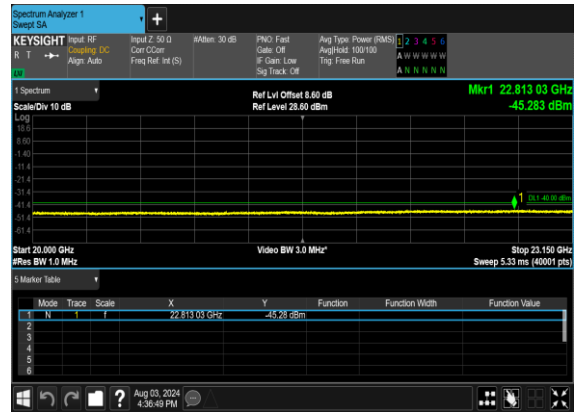 Spectrum Analyzer 1
Swept SA
+
KEYSIGHT Input: RF Input Z: 50 Ω #Atten: 30 dB PNO: Fast Avg Type: Power (RMS) 1 2 3 4 5 6
R T Coupling: DC Corr CCorr Gate: Off Avg|Hold: 100/100 A W W W W W
Align: Auto Freq Ref: Int (S) IF Gain: Low Trig: Free Run
Sig Track: Off A N N N N N
LW
1 Spectrum Ref Lvl Offset 8.60 dB Mkr1 22.813 03 GHz
Scale/Div 10 dB Ref Level 28.60 dBm -45.283 dBm
Log
18.6
8.60
-1.40
-11.4
-21.4
-31.4
1 DL1 -40.00 dBm
-41.4
-51.4
-61.4
Start 20.000 GHz Video BW 3.0 MHz* Stop 23.150 GHz
#Res BW 1.0 MHz Sweep 5.33 ms (40001 pts)
5 Marker Table
Mode Trace Scale X Y Function Function Width Function Value
1 N 1 f 22.813 03 GHz -45.28 dBm
2
3
4
5
6
? Aug 03, 2024
4:36:49 PM